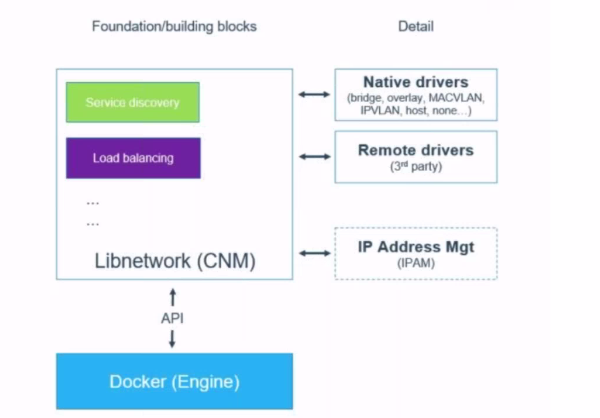 Foundation/building blocks
Detail
Service discovery
Load balancing
...
...
Libnetwork (CNM)
Native drivers
(bridge, overlay, MACVLAN,
IPVLAN, host, none...)
Remote drivers
(3rd party)
IP Address Mgt
(IPAM)
API
Docker (Engine)